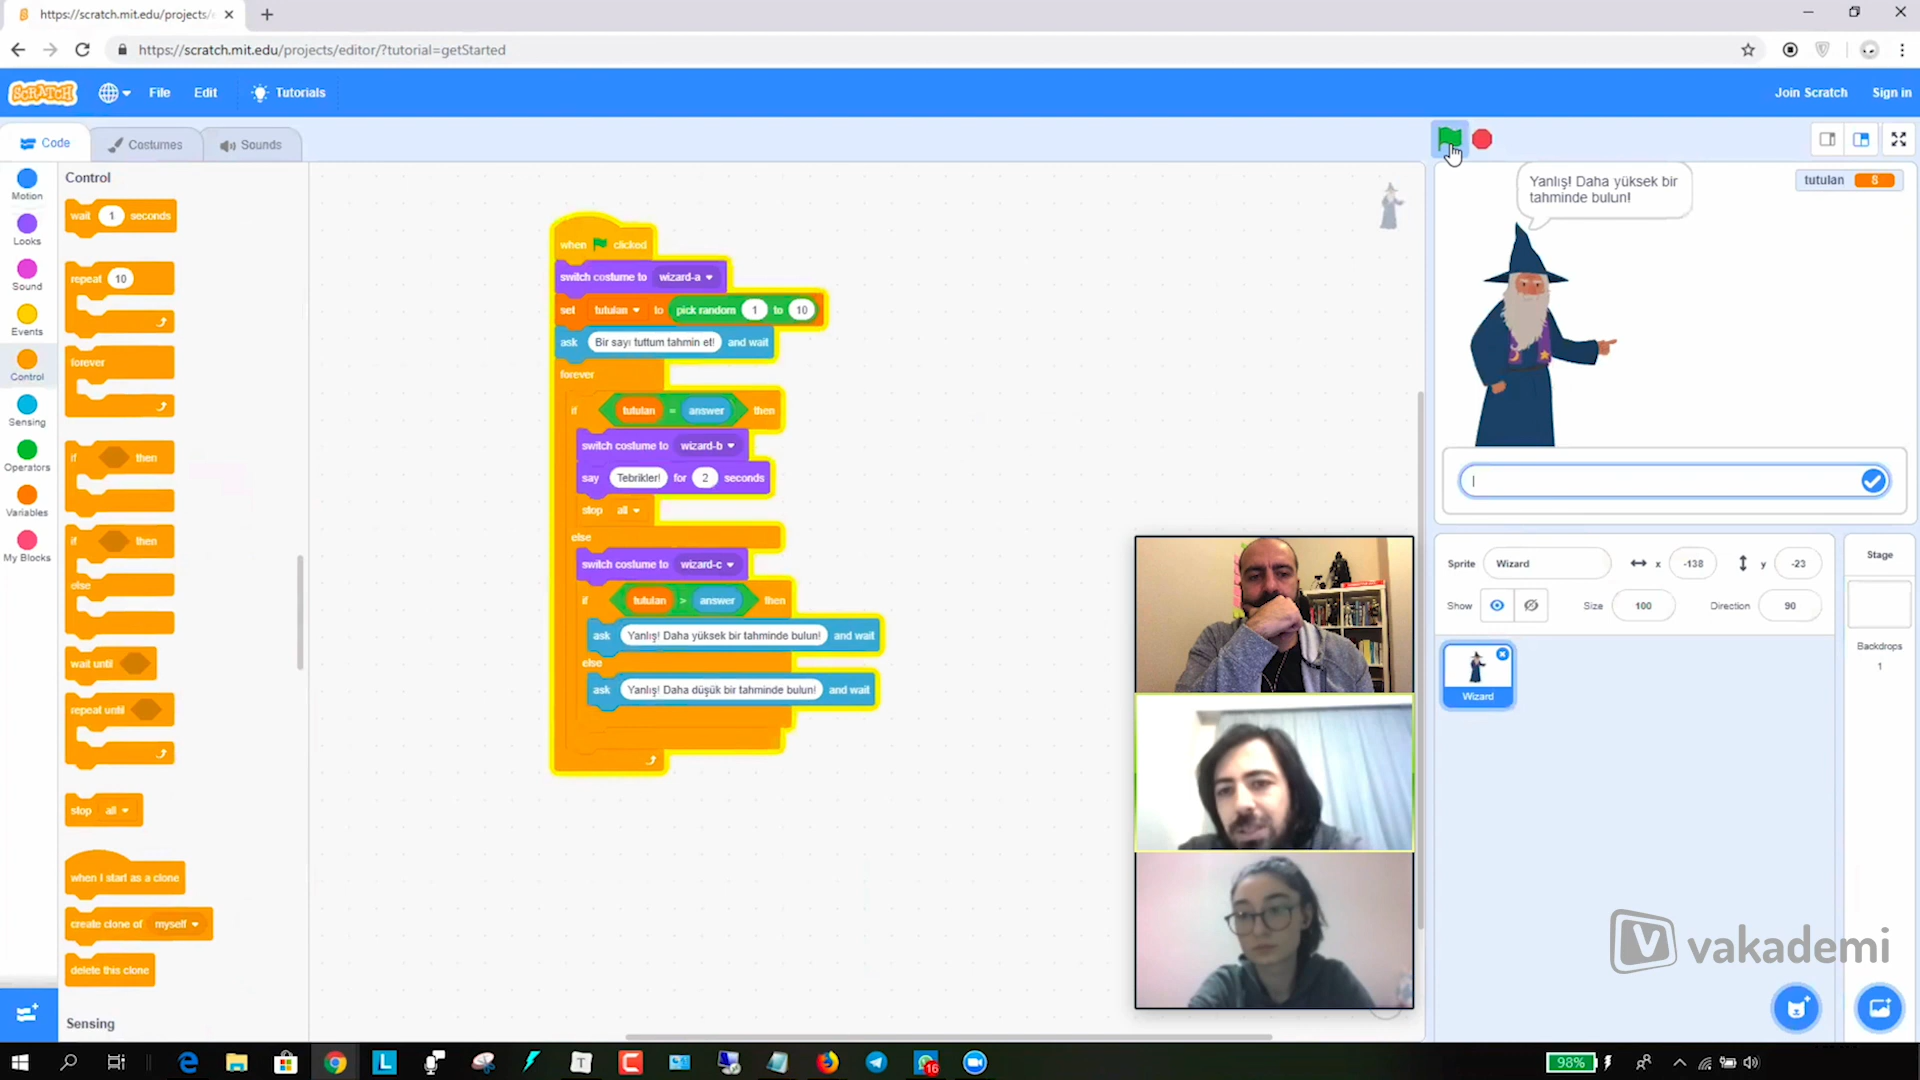 https://scratch.mit.edu/projects/e
https://scratch.mit.edu/projects/editor/?tutorial=getStarted
SCRATCH
File
Edit
Tutorials
Join Scratch
Sign in
Code
Costumes
Sounds
Motion
Looks
Sound
Events
Control
Sensing
Operators
Variables
My Blocks
Control
wait 1 seconds
repeat 10
forever
if then
if then
else
wait until
repeat until
stop all
when I start as a clone
create clone of myself
delete this clone
Sensing
when clicked
switch costume to wizard-a
set tutulan to pick random 1 to 10
ask Bir sayı tuttum tahmin et! and wait
forever
if tutulan = answer then
switch costume to wizard-b
say Tebrikler! for 2 seconds
stop all
else
switch costume to wizard-c
if tutulan > answer then
ask Yanlış! Daha yüksek bir tahminde bulun! and wait
else
ask Yanlış! Daha düşük bir tahminde bulun! and wait
Yanlış! Daha yüksek bir
tahminde bulun!
tutulan 8
Sprite Wizard x -138 y -23
Show Size 100 Direction 90
Wizard
Stage
Backdrops
1
vakademi
98%
16